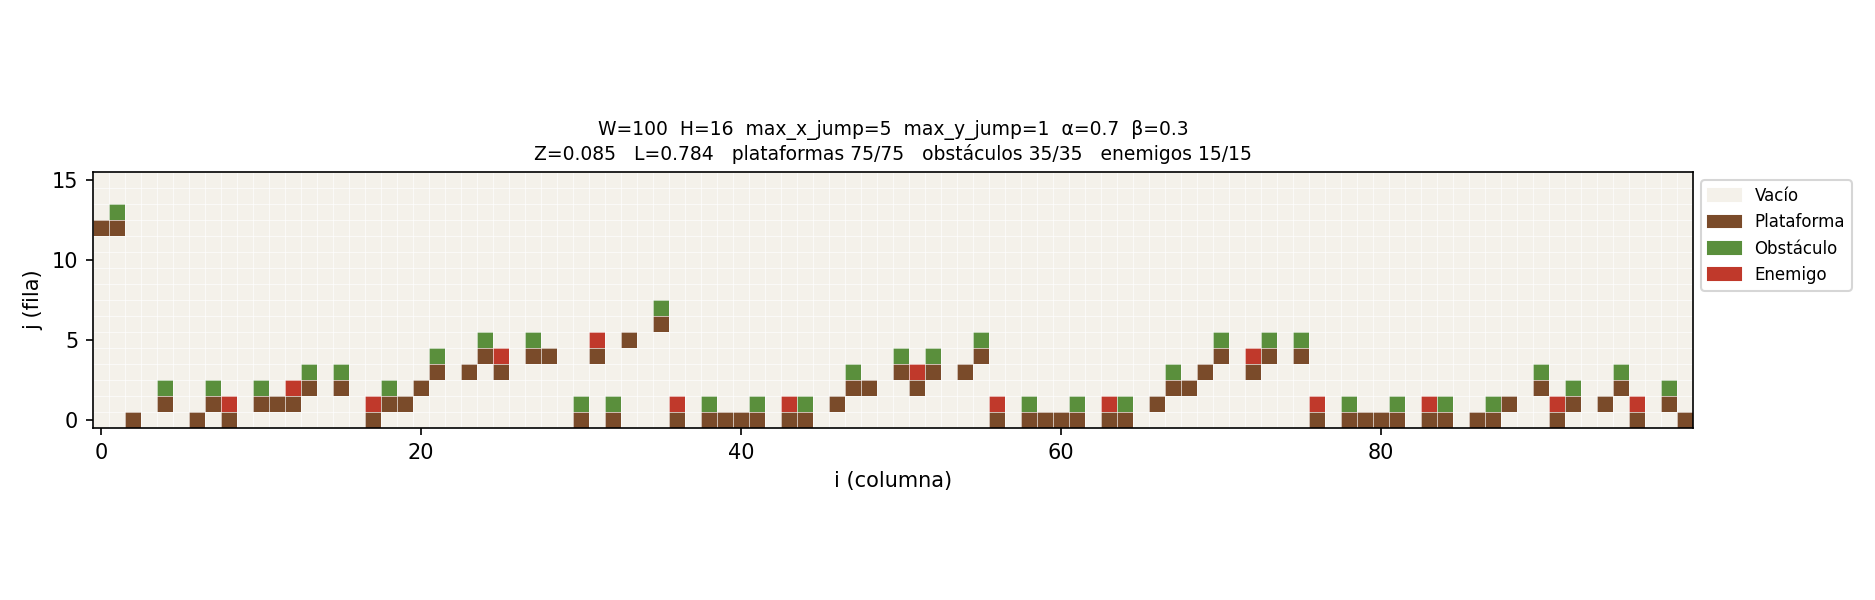 W=100 H=16 max_x_jump=5 max_y_jump=1 α=0.7 β=0.3
Z=0.085 L=0.784 plataformas 75/75 obstáculos 35/35 enemigos 15/15
15
10
5
0
j (fila)
0 20 40 60 80
i (columna)
Vacío
Plataforma
Obstáculo
Enemigo